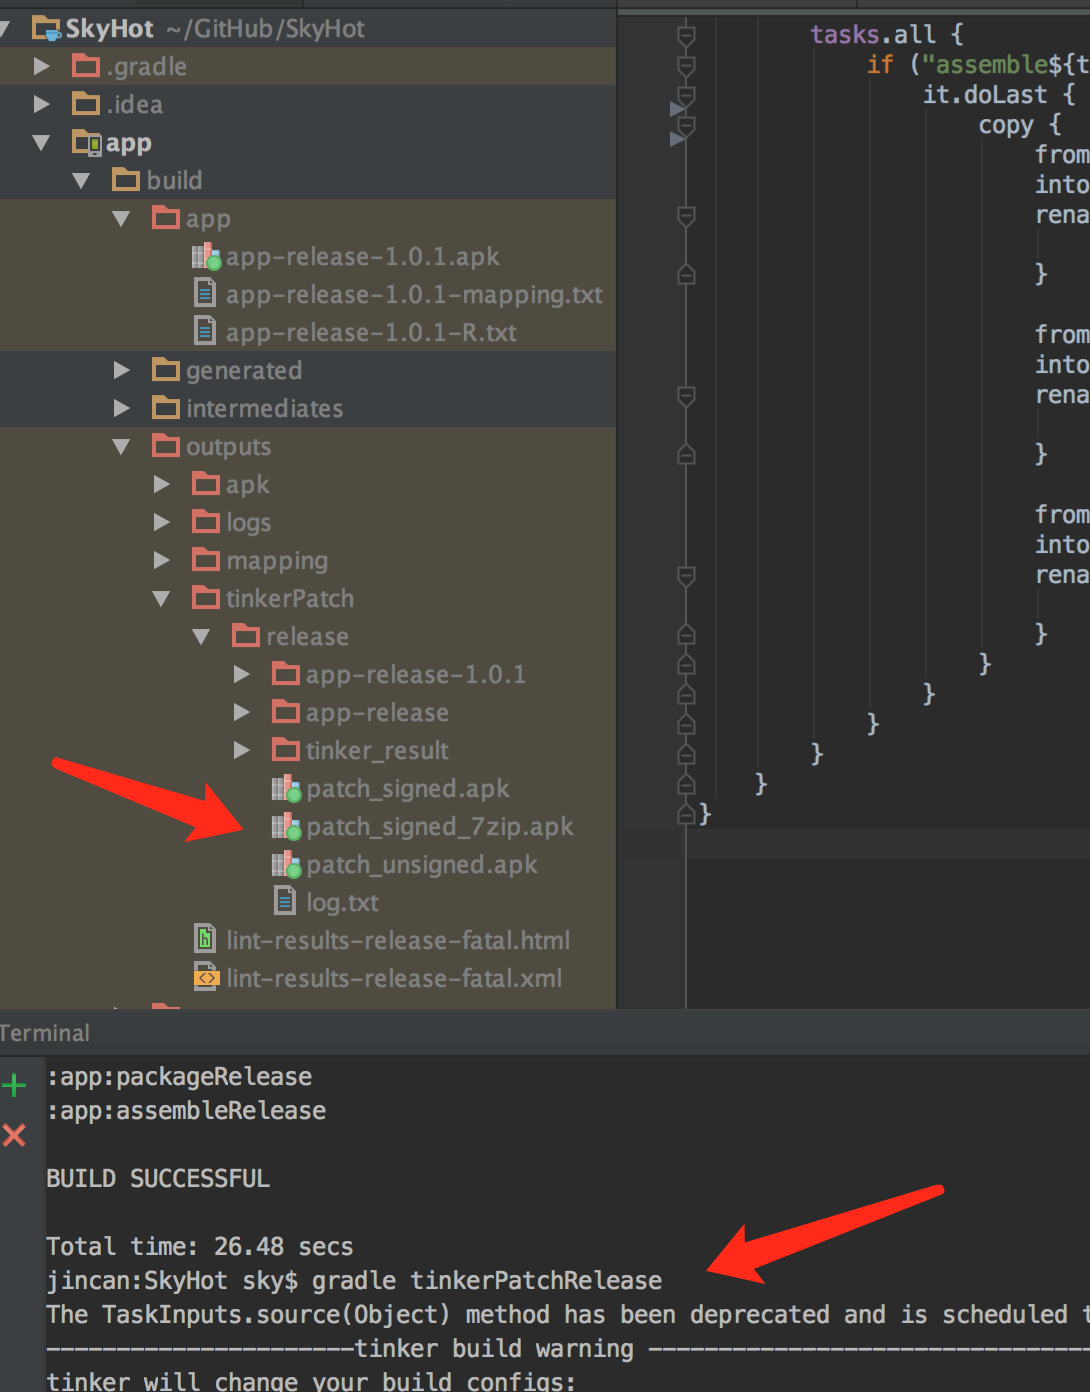 SkyHot ~/GitHub/SkyHot
.gradle
.idea
app
build
app
app-release-1.0.1.apk
app-release-1.0.1-mapping.txt
app-release-1.0.1-R.txt
generated
intermediates
outputs
apk
logs
mapping
tinkerPatch
release
app-release-1.0.1
app-release
tinker_result
patch_signed.apk
patch_signed_7zip.apk
patch_unsigned.apk
log.txt
lint-results-release-fatal.html
lint-results-release-fatal.xml
tasks.all {
if ("assemble${t
it.doLast {
copy {
from
into
rena
}
from
into
rena
}
from
into
rena
}
}
}
}
}
}
}
Terminal
:app:packageRelease
:app:assembleRelease
BUILD SUCCESSFUL
Total time: 26.48 secs
jincan:SkyHot sky$ gradle tinkerPatchRelease
The TaskInputs.source(Object) method has been deprecated and is scheduled t
----------------------tinker build warning --------------------------------
tinker will change your build configs: